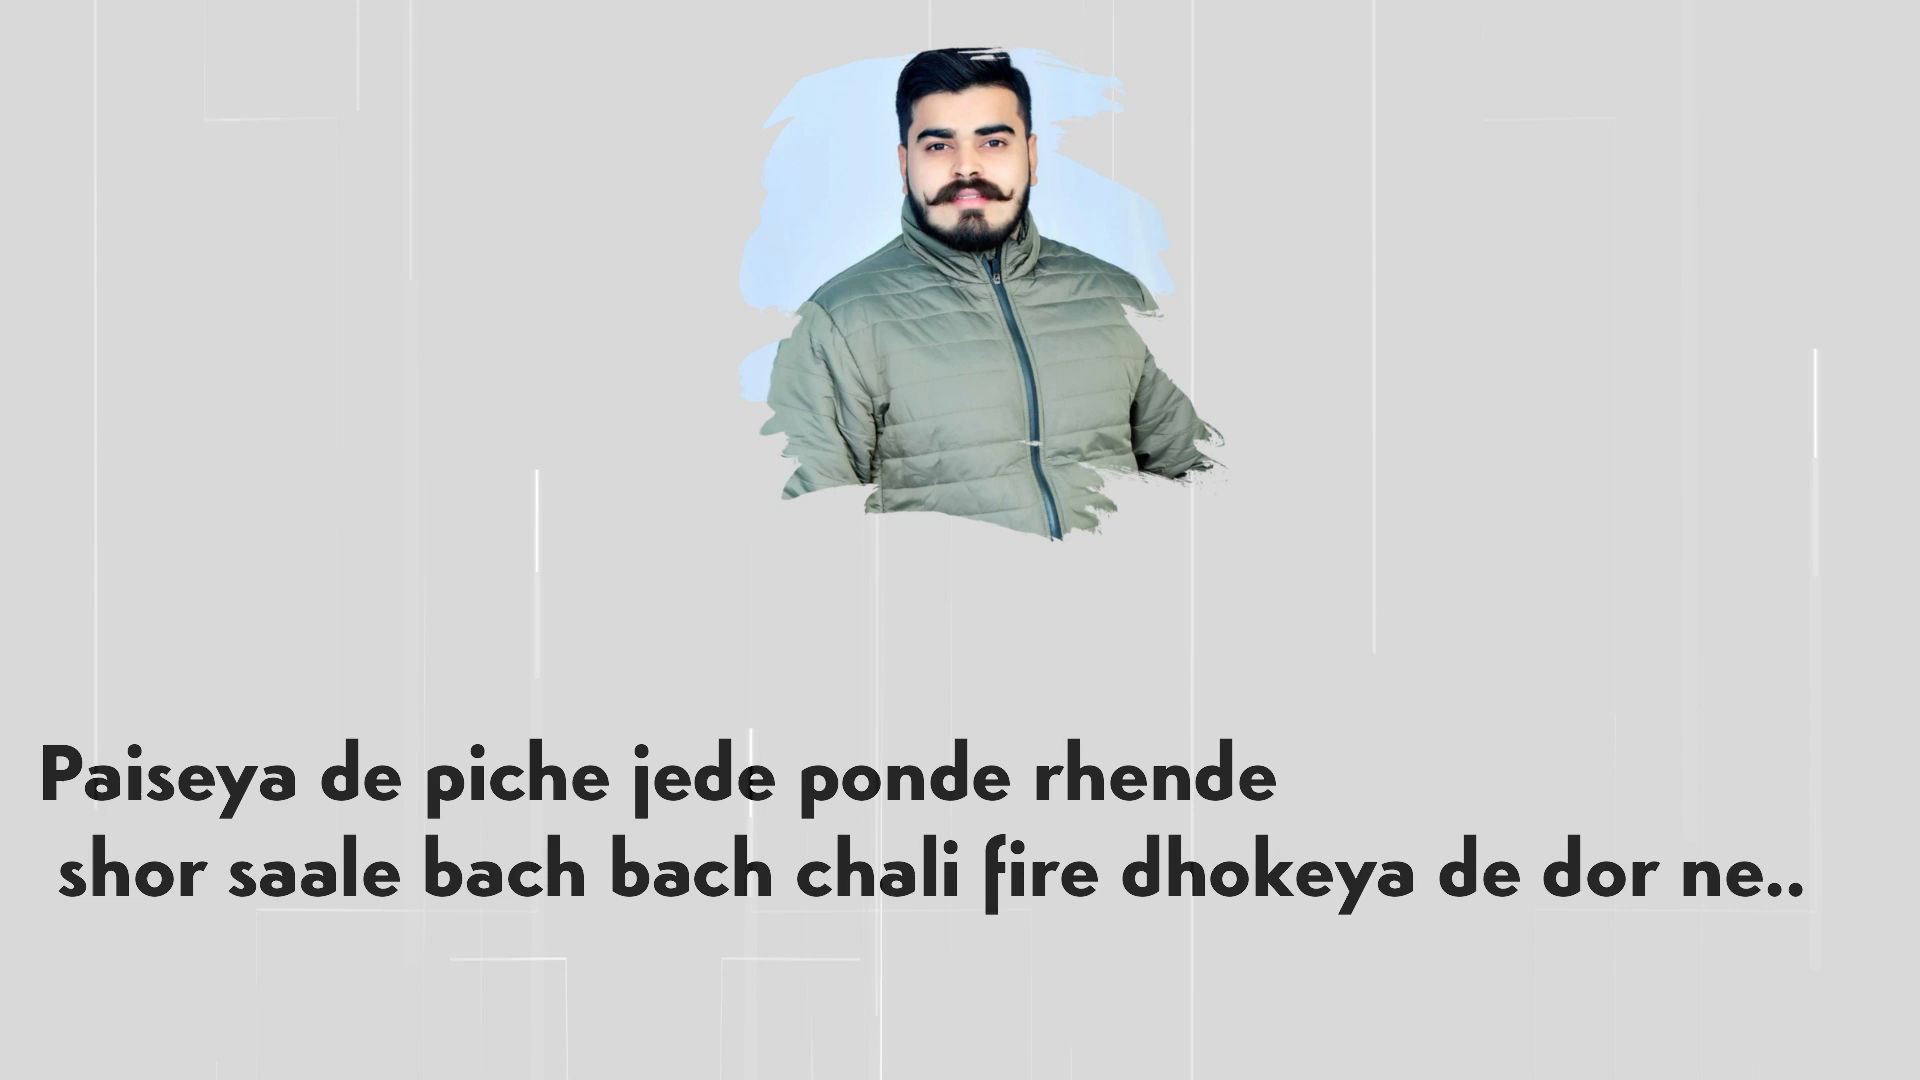 Paiseya de piche jede ponde rhende
shor saale bach bach chali fire dhokeya de dor ne..